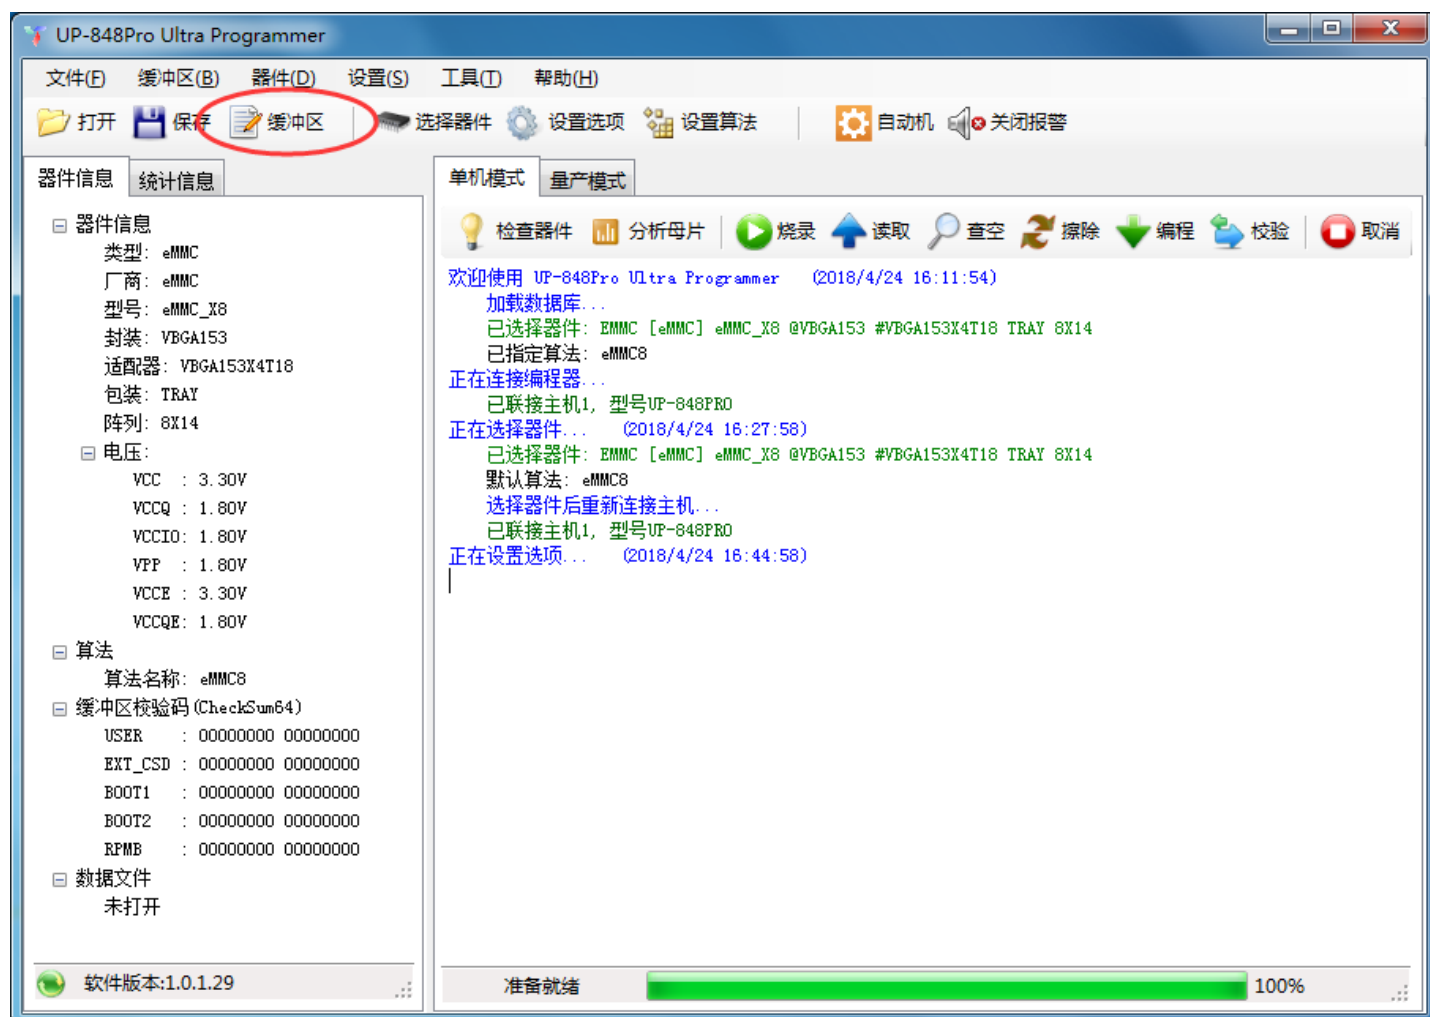 UP-848Pro Ultra Programmer
文件(F) 缓冲区(B) 器件(D) 设置(S) 工具(T) 帮助(H)
打开 保存 缓冲区 选择器件 设置选项 设置算法 自动机 关闭报警
器件信息 统计信息
器件信息
类型: eMMC
厂商: eMMC
型号: eMMC_X8
封装: VBGA153
适配器: VBGA153X4T18
包装: TRAY
阵列: 8X14
电压:
VCC : 3.30V
VCCQ : 1.80V
VCCIO: 1.80V
VPP : 1.80V
VCCE : 3.30V
VCCQE: 1.80V
算法
算法名称: eMMC8
缓冲区校验码(CheckSum64)
USER : 00000000 00000000
EXT_CSD : 00000000 00000000
BOOT1 : 00000000 00000000
BOOT2 : 00000000 00000000
RPMB : 00000000 00000000
数据文件
未打开
软件版本:1.0.1.29
单机模式 量产模式
检查器件 分析母片 烧录 读取 查空 擦除 编程 校验 取消
欢迎使用 UP-848Pro Ultra Programmer (2018/4/24 16:11:54)
加载数据库...
已选择器件: EMMC [eMMC] eMMC_X8 @VBGA153 #VBGA153X4T18 TRAY 8X14
已指定算法: eMMC8
正在连接编程器...
已联接主机1, 型号UP-848PRO
正在选择器件... (2018/4/24 16:27:58)
已选择器件: EMMC [eMMC] eMMC_X8 @VBGA153 #VBGA153X4T18 TRAY 8X14
默认算法: eMMC8
选择器件后重新连接主机...
已联接主机1, 型号UP-848PRO
正在设置选项... (2018/4/24 16:44:58)
准备就绪 100%